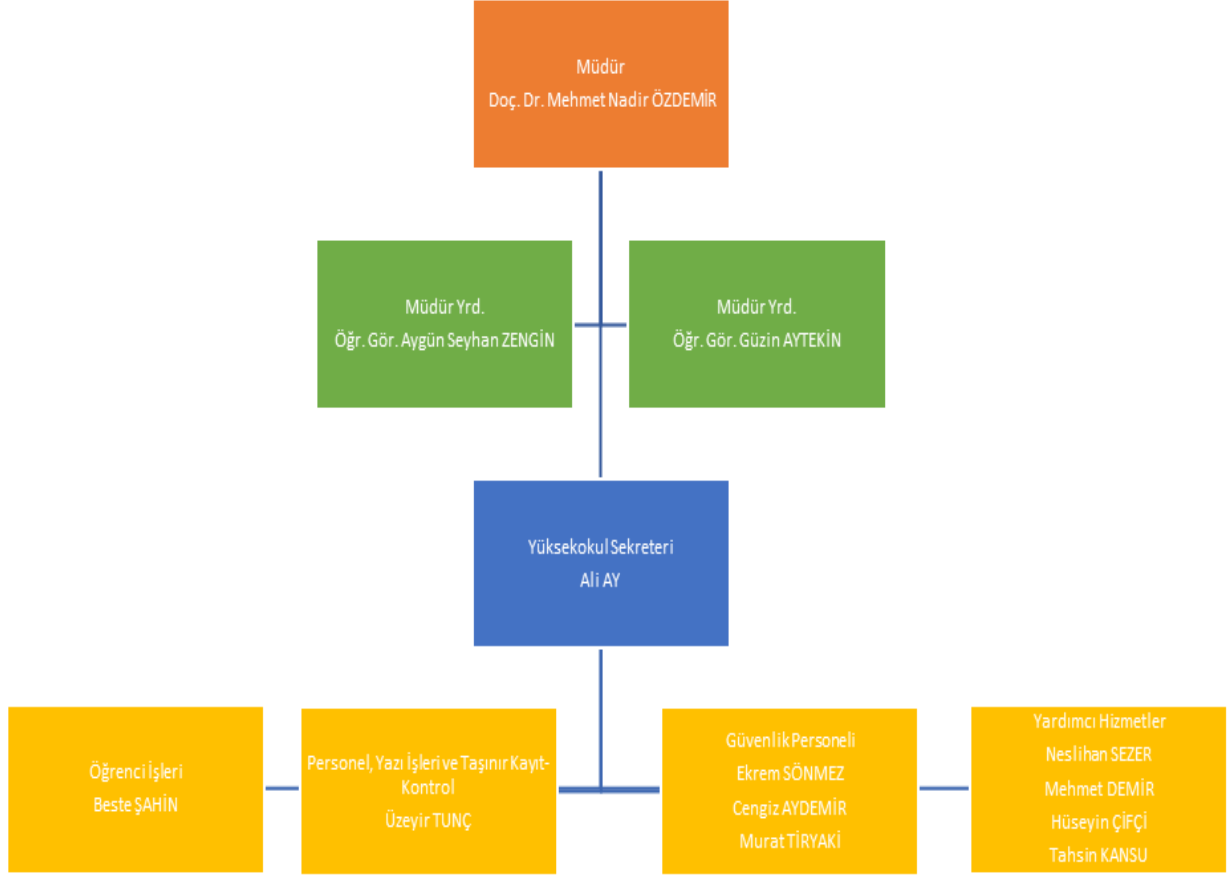 Müdür
Doç. Dr. Mehmet Nadir ÖZDEMİR
Müdür Yrd.
Öğr. Gör. Aygün Seyhan ZENGİN
Müdür Yrd.
Öğr. Gör. Güzin AYTEKİN
Yüksekokul Sekreteri
Ali AY
Öğrenci İşleri
Beste ŞAHİN
Personel, Yazı İşleri ve Taşınır Kayıt-
Kontrol
Üzeyir TUNÇ
Güvenlik Personeli
Ekrem SÖNMEZ
Cengiz AYDEMİR
Murat TİRYAKİ
Yardımcı Hizmetler
Neslihan SEZER
Mehmet DEMİR
Hüseyin ÇİFÇİ
Tahsin KANSU